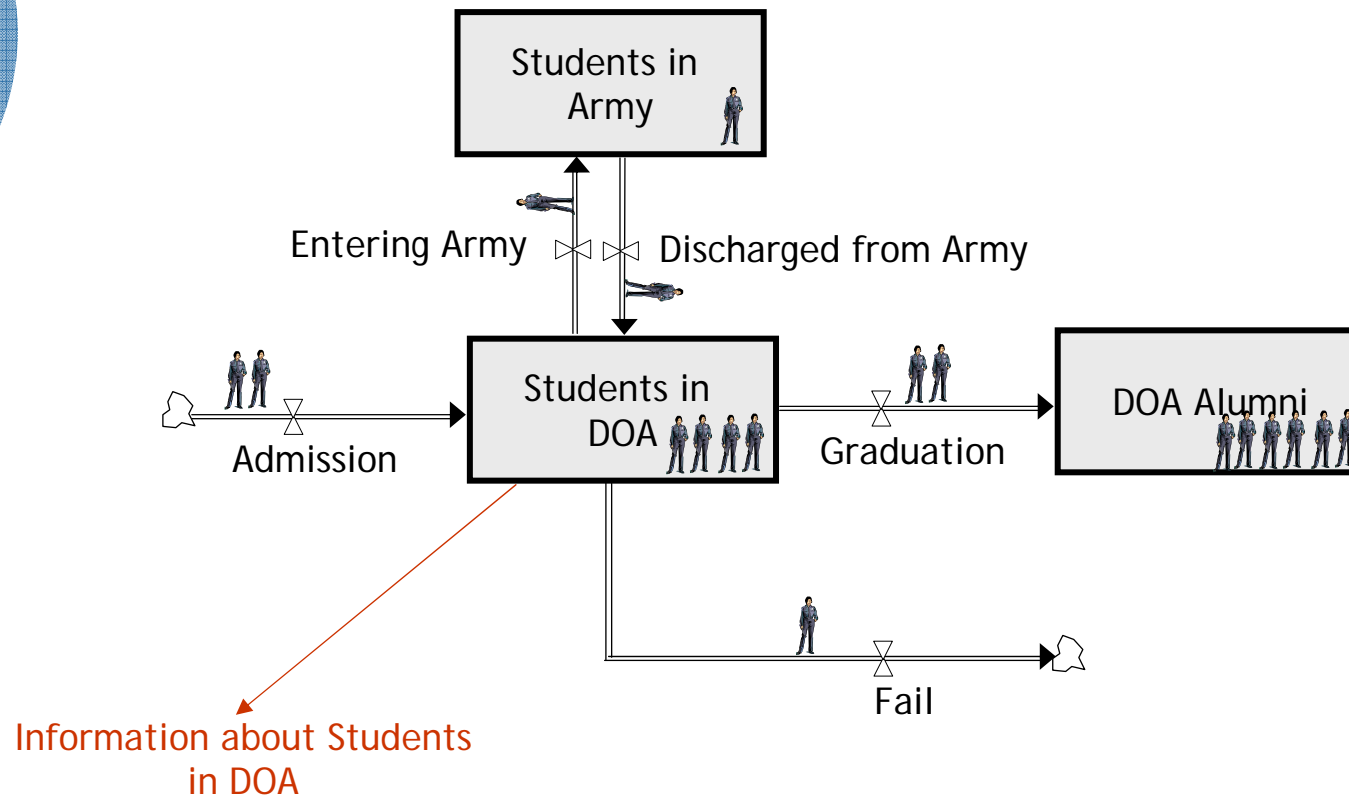 Students in
Army
Entering Army
Discharged from Army
Students in
DOA
DOA Alumni
Admission
Graduation
Fail
Information about Students
in DOA